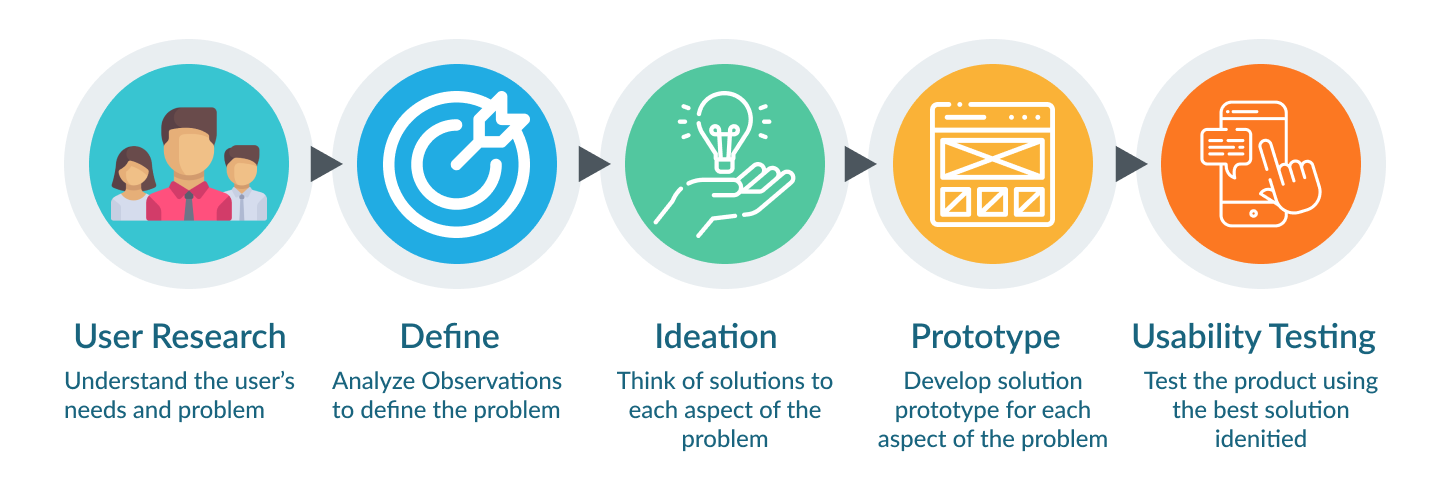 User Research
Understand the user's
needs and problem
Define
Analyze Observations
to define the problem
Ideation
Think of solutions to
each aspect of the
problem
Prototype
Develop solution
prototype for each
aspect of the problem
Usability Testing
Test the product using
the best solution
idenitied